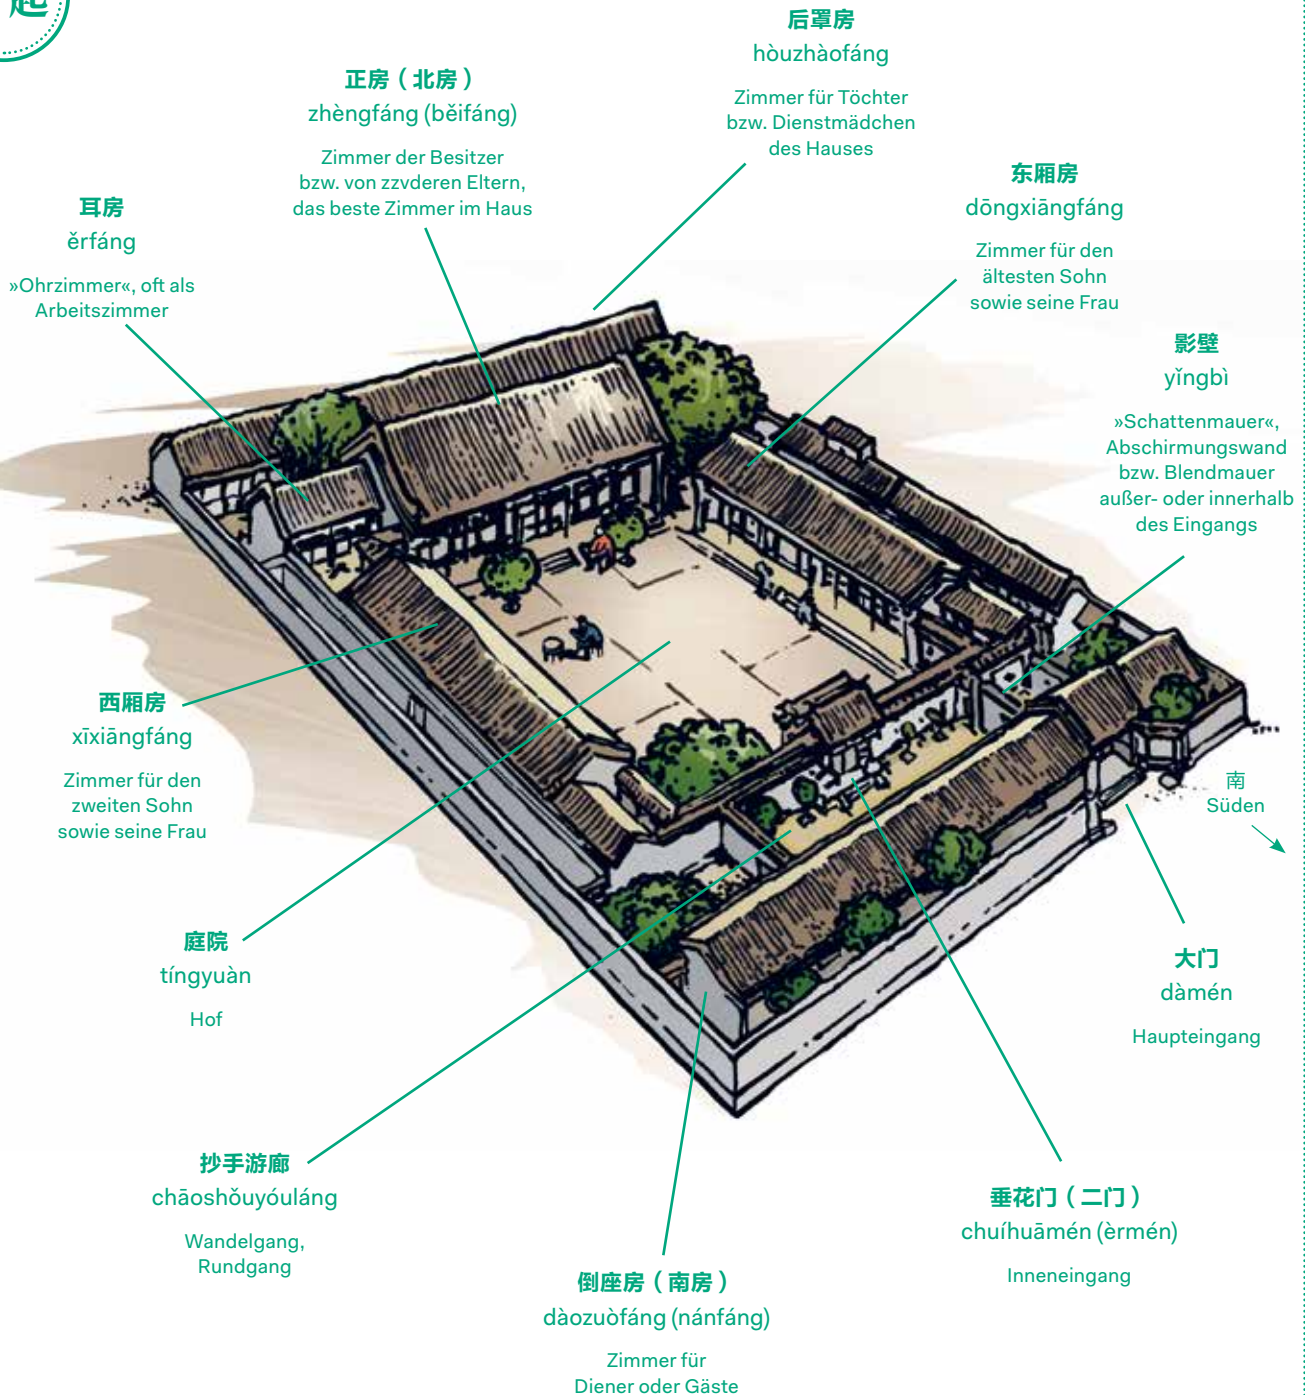 起
后罩房
hòuzhàofáng
Zimmer für Töchter
bzw. Dienstmädchen
des Hauses
正房（北房）
zhèngfáng (běifáng)
Zimmer der Besitzer
bzw. von zzvderen Eltern,
das beste Zimmer im Haus
东厢房
dōngxiāngfáng
Zimmer für den
ältesten Sohn
sowie seine Frau
耳房
ěrfáng
»Ohrzimmer«, oft als
Arbeitszimmer
影壁
yǐngbì
»Schattenmauer«,
Abschirmungswand
bzw. Blendmauer
außer- oder innerhalb
des Eingangs
西厢房
xīxiāngfáng
Zimmer für den
zweiten Sohn
sowie seine Frau
南
Süden
庭院
tíngyuàn
Hof
大门
dàmén
Haupteingang
抄手游廊
chāoshǒuyóuláng
Wandelgang,
Rundgang
垂花门（二门）
chuíhuāmén (èrmén)
Inneneingang
倒座房（南房）
dàozuòfáng (nánfáng)
Zimmer für
Diener oder Gäste